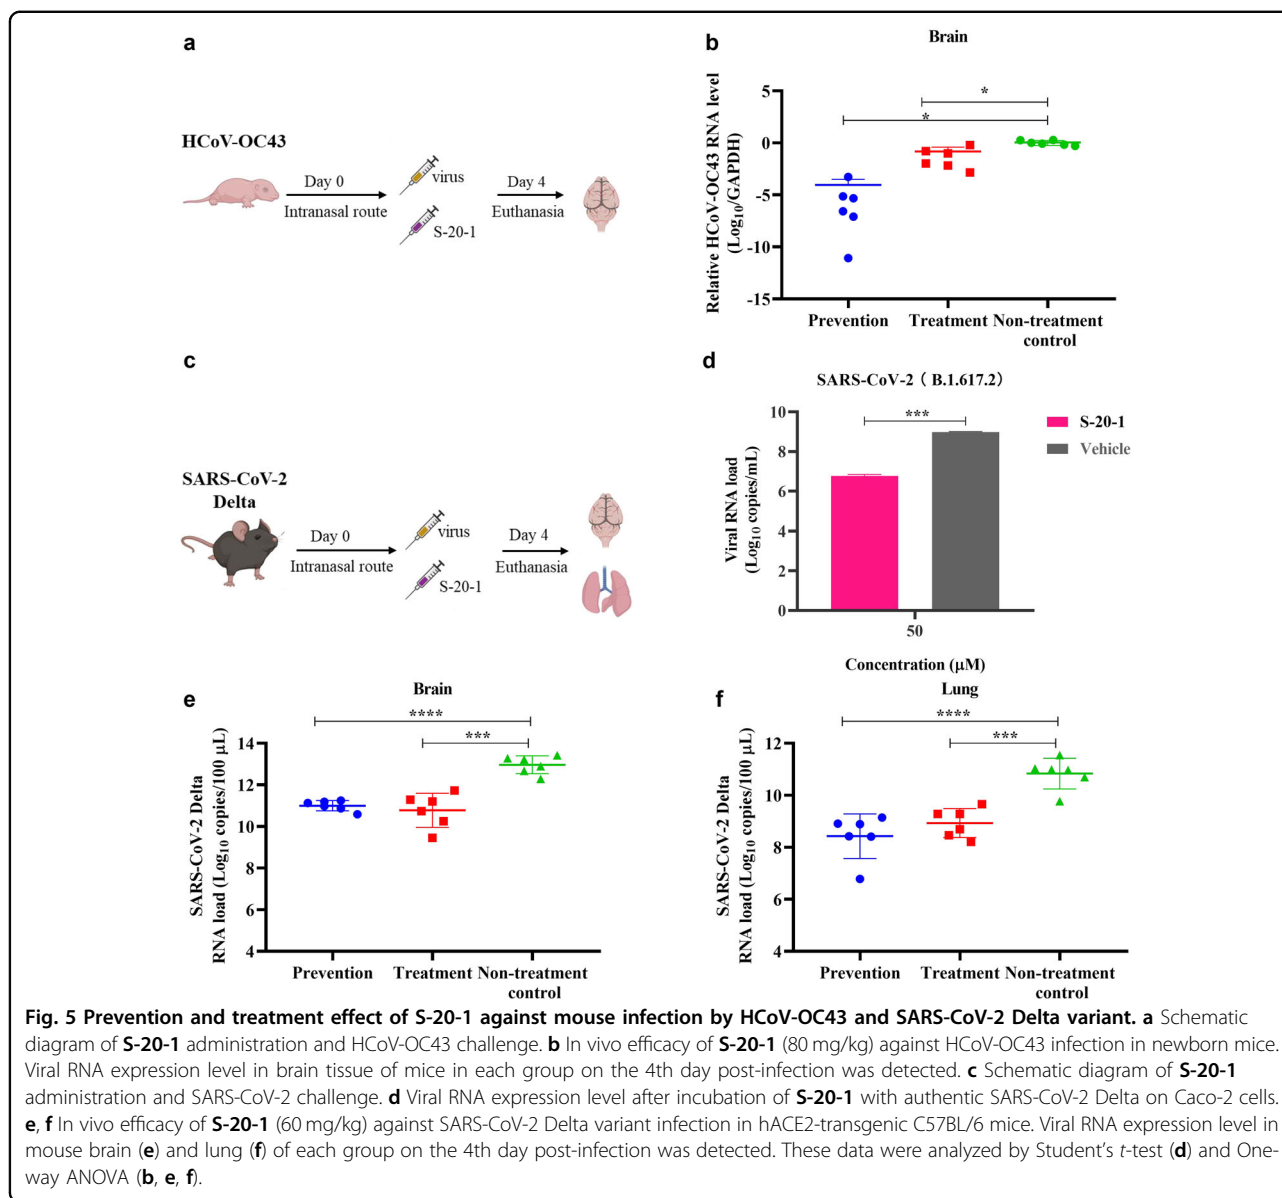 a
HCoV-OC43
Day 0
Intranasal route
virus
S-20-1
Day 4
Euthanasia
b
Brain
Relative HCoV-OC43 RNA level
(Log10/GAPDH)
5
0
-5
-10
-15
*
*
Prevention Treatment Non-treatment
control
c
SARS-CoV-2
Delta
Day 0
Intranasal route
virus
S-20-1
Day 4
Euthanasia
d
SARS-CoV-2 ( B.1.617.2)
Viral RNA load
(Log10 copies/mL)
10
8
6
4
2
0
***
S-20-1
Vehicle
50
Concentration (μM)
e
Brain
SARS-CoV-2 Delta
RNA load (Log10 copies/100 μL)
14
12
10
8
6
4
****
***
Prevention Treatment Non-treatment
control
f
Lung
SARS-CoV-2 Delta
RNA load (Log10 copies/100 μL)
12
10
8
6
4
****
***
Prevention Treatment Non-treatment
control
Fig. 5 Prevention and treatment effect of S-20-1 against mouse infection by HCoV-OC43 and SARS-CoV-2 Delta variant. a Schematic
diagram of S-20-1 administration and HCoV-OC43 challenge. b In vivo efficacy of S-20-1 (80 mg/kg) against HCoV-OC43 infection in newborn mice.
Viral RNA expression level in brain tissue of mice in each group on the 4th day post-infection was detected. c Schematic diagram of S-20-1
administration and SARS-CoV-2 challenge. d Viral RNA expression level after incubation of S-20-1 with authentic SARS-CoV-2 Delta on Caco-2 cells.
e, f In vivo efficacy of S-20-1 (60 mg/kg) against SARS-CoV-2 Delta variant infection in hACE2-transgenic C57BL/6 mice. Viral RNA expression level in
mouse brain (e) and lung (f) of each group on the 4th day post-infection was detected. These data were analyzed by Student's t-test (d) and One-
way ANOVA (b, e, f).